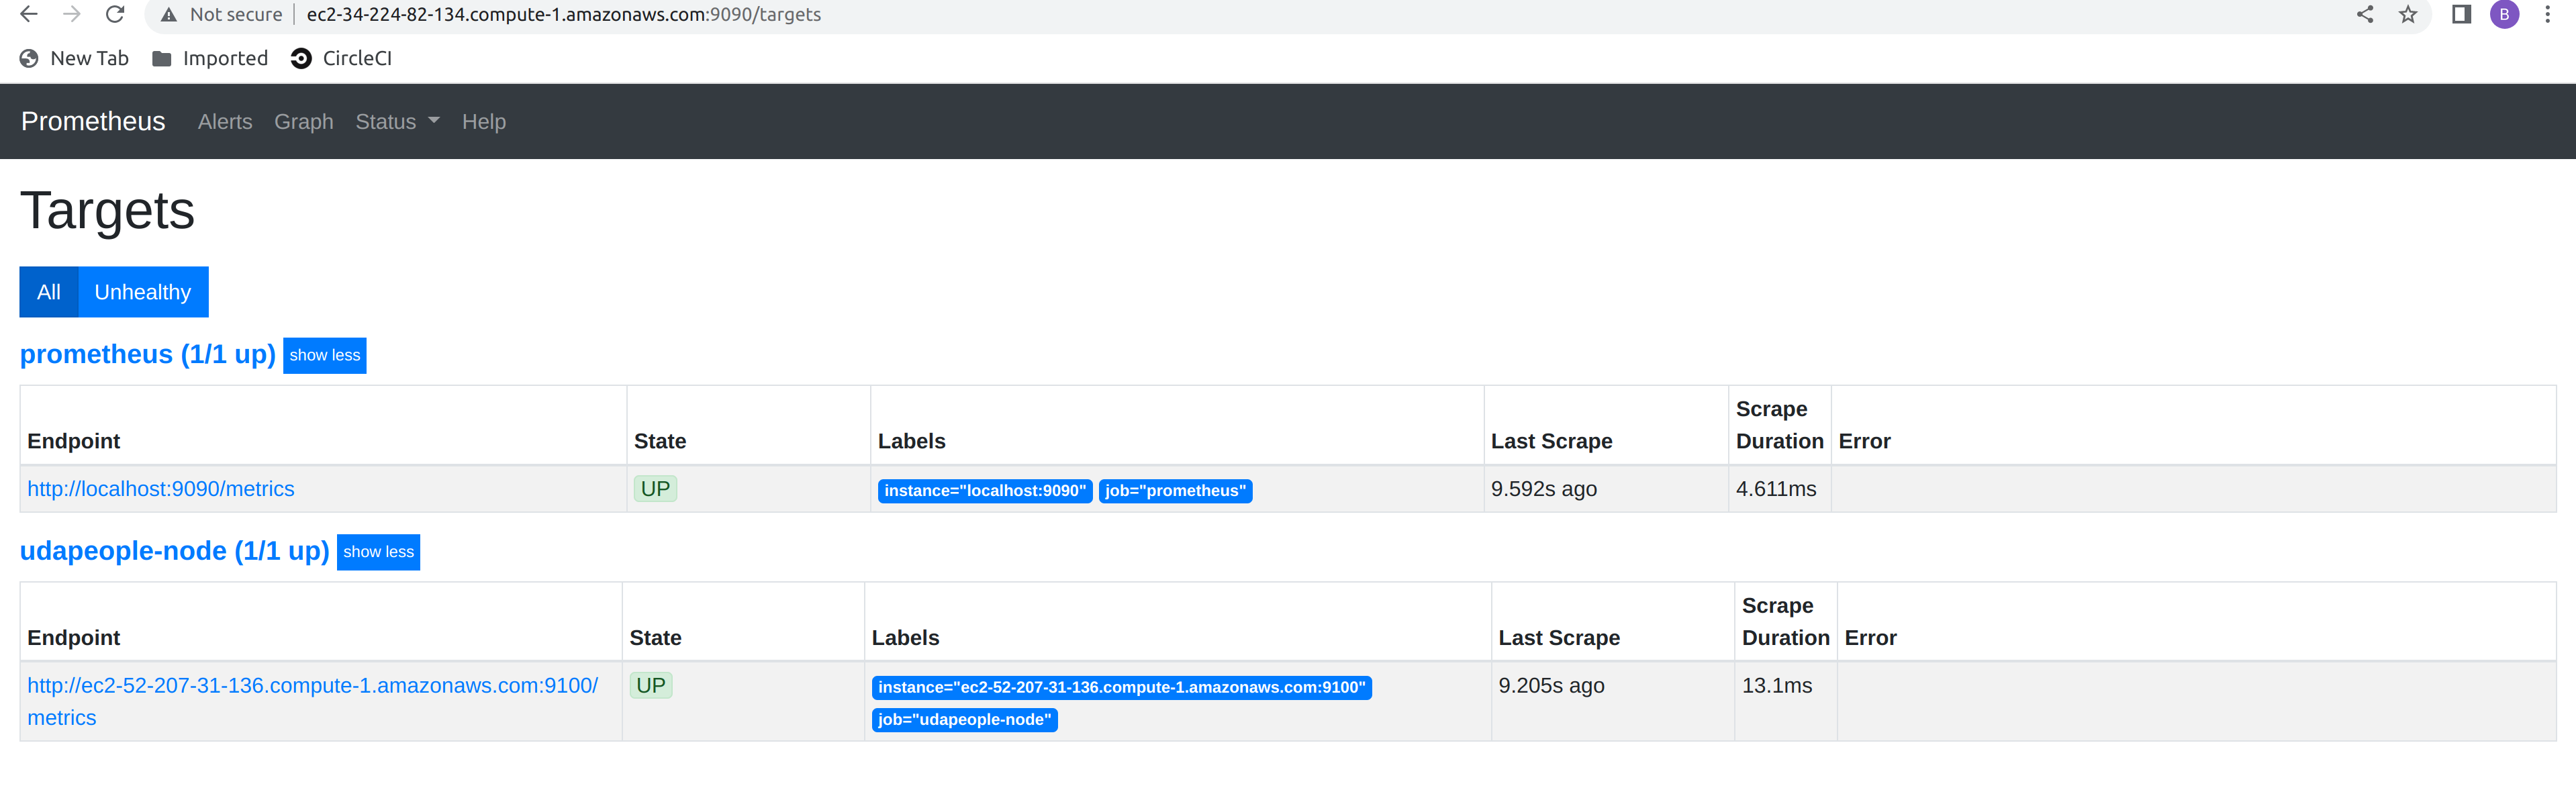 Not secure ec2-34-224-82-134.compute-1.amazonaws.com:9090/targets B
New Tab Imported CircleCI
Prometheus Alerts Graph Status Help
Targets
All Unhealthy
prometheus (1/1 up) show less
Endpoint State Labels Last Scrape Scrape Duration Error
http://localhost:9090/metrics UP instance="localhost:9090" job="prometheus" 9.592s ago 4.611ms
udapeople-node (1/1 up) show less
Endpoint State Labels Last Scrape Scrape Duration Error
http://ec2-52-207-31-136.compute-1.amazonaws.com:9100/ UP instance="ec2-52-207-31-136.compute-1.amazonaws.com:9100" 9.205s ago 13.1ms
metrics job="udapeople-node"